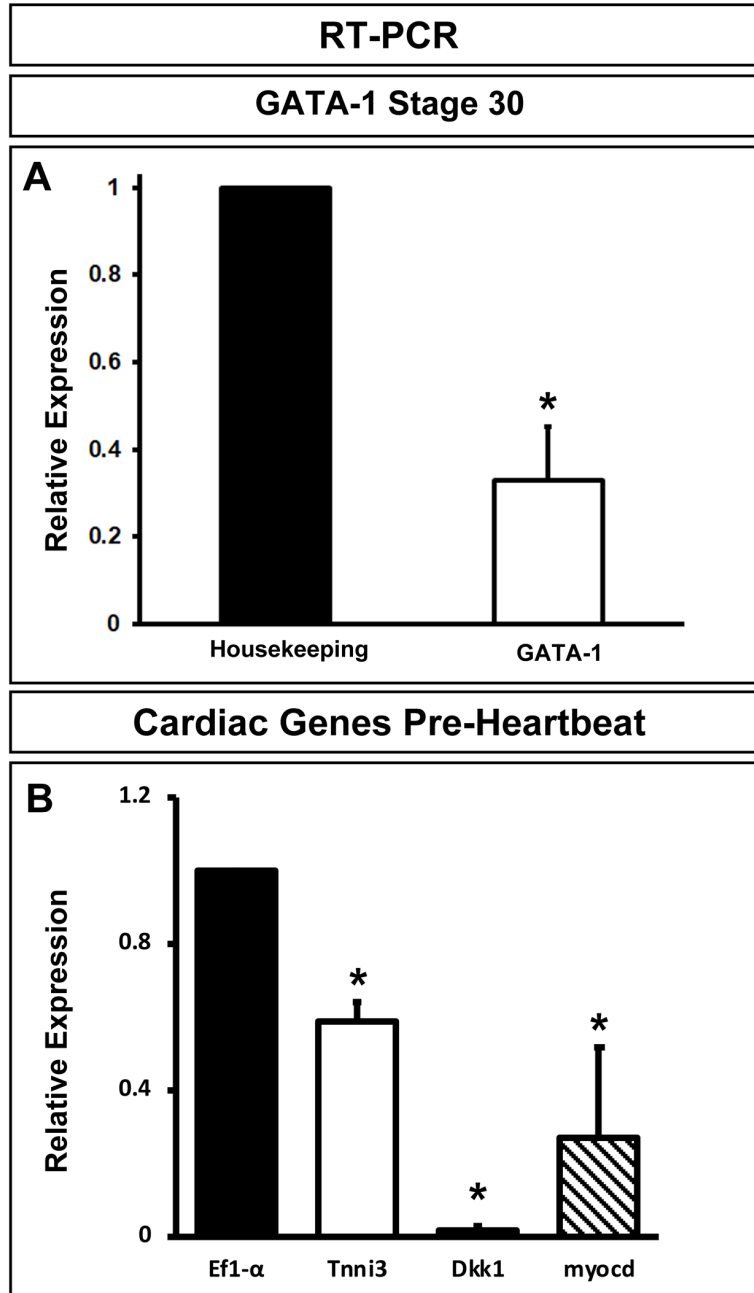 RT-PCR
GATA-1 Stage 30
A
Relative Expression
1
0.8
0.6
0.4
0.2
0
*
Housekeeping
GATA-1
Cardiac Genes Pre-Heartbeat
B
Relative Expression
1.2
0.8
0.4
0
*
*
*
Ef1-α
Tnni3
Dkk1
myocd